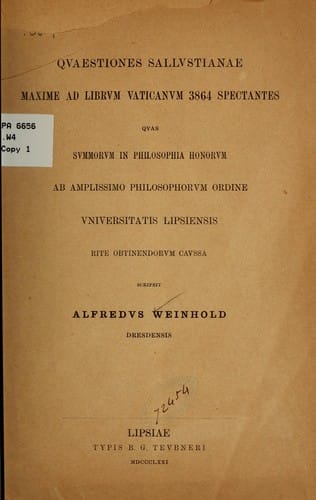 PA 6656
.W4
Copy 1
QVAESTIONES SALLVSTIANAE
MAXIME AD LIBRVM VATICANVM 3864 SPECTANTES
QVAS
SVMMORVM IN PHILOSOPHIA HONORVM
AB AMPLISSIMO PHILOSOPHORVM ORDINE
VNIVERSITATIS LIPSIENSIS
RITE OBTINENDORVM CAVSSA
SCRIPSIT
ALFREDVS WEINHOLD
DRESDENSIS
72454
LIPSIAE
TYPIS B. G. TEVBNERI
MDCCCLXXI